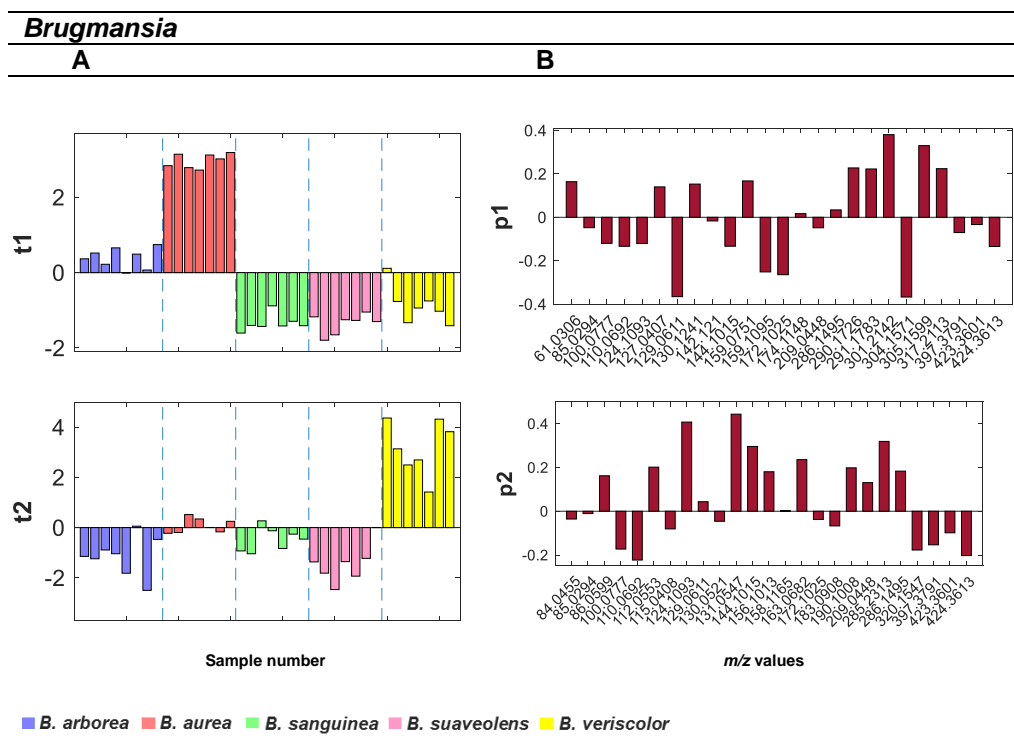 Brugmansia
A B
t1
2
0
-2
p1
0.4
0.2
0
-0.2
-0.4
61.0306 85.0294 100.0777 110.0692 124.1093 127.0407 129.0611 130.1241 142.121 144.1015 159.0751 159.1095 172.1025 174.1148 209.0448 286.1495 290.1726 291.1783 301.2142 304.1571 305.1599 317.2113 397.3791 423.3601 424.3613
t2
4
2
0
-2
p2
0.4
0.2
0
-0.2
84.0455 85.0294 86.0599 100.0777 110.0692 112.0553 115.0408 124.1093 129.0611 130.0521 131.0547 144.1015 150.1013 158.1165 163.0692 172.1025 183.0908 190.1008 209.0448 285.2313 286.1495 320.1547 397.3791 423.3601 424.3613
Sample number m/z values
B. arborea B. aurea B. sanguinea B. suaveolens B. veriscolor